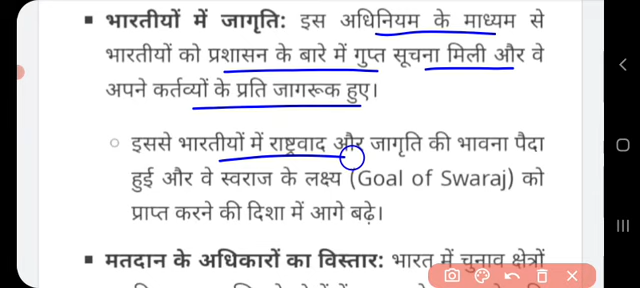 ▪ भारतीयों में जागृति: इस अधिनियम के माध्यम से
भारतीयों को प्रशासन के बारे में गुप्त सूचना मिली और वे
अपने कर्तव्यों के प्रति जागरूक हुए।
○ इससे भारतीयों में राष्ट्रवाद और जागृति की भावना पैदा
हुई और वे स्वराज के लक्ष्य (Goal of Swaraj) को
प्राप्त करने की दिशा में आगे बढ़े।
▪ मतदान के अधिकारों का विस्तार: भारत में चुनाव क्षेत्रों